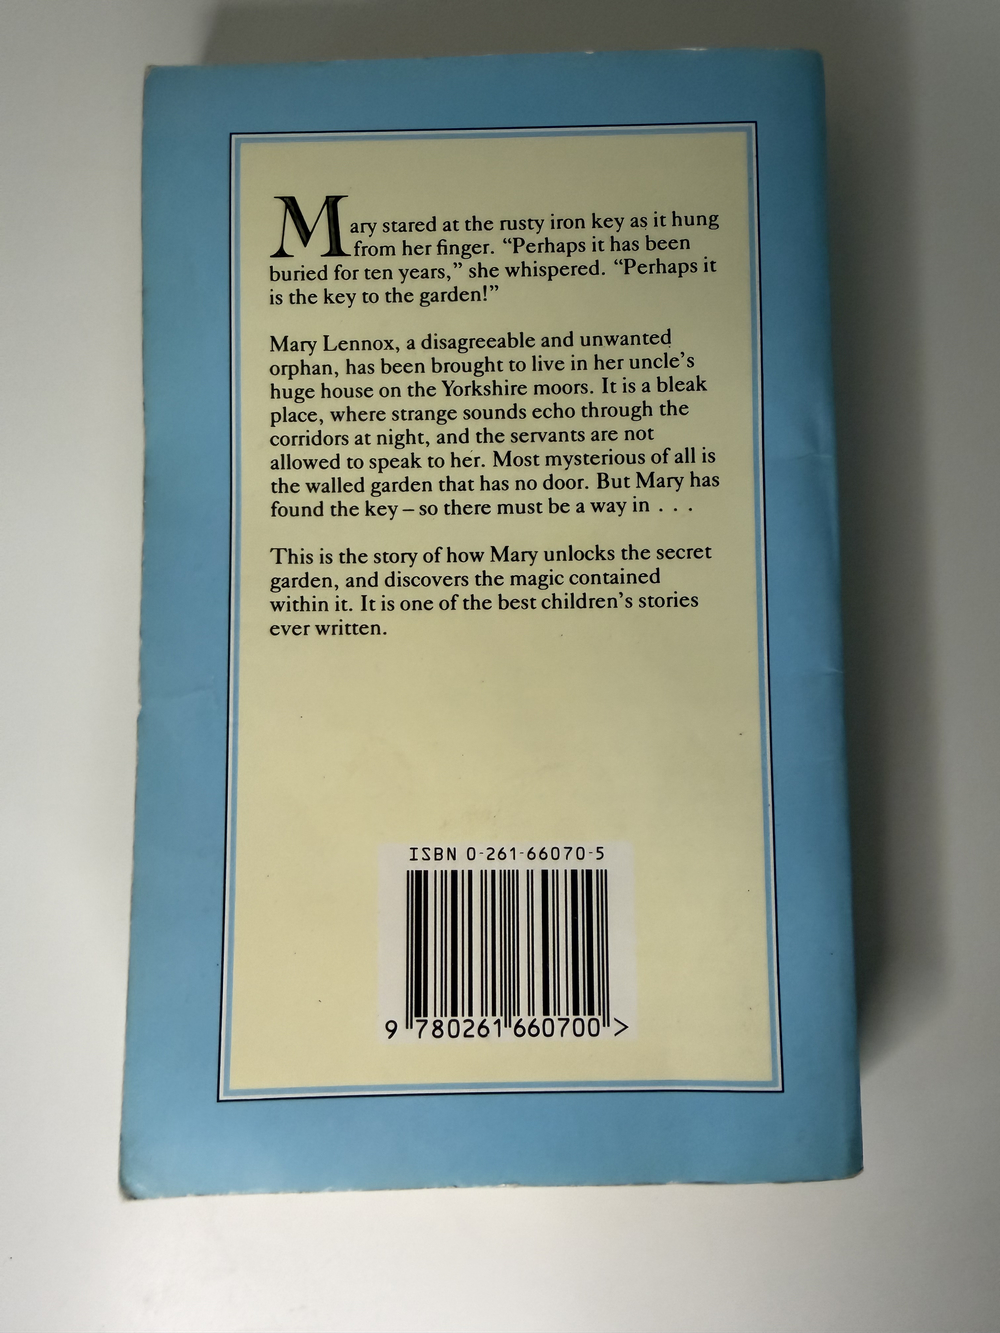 Mary stared at the rusty iron key as it hung
from her finger. “Perhaps it has been
buried for ten years,” she whispered. “Perhaps it
is the key to the garden!”
Mary Lennox, a disagreeable and unwanted
orphan, has been brought to live in her uncle’s
huge house on the Yorkshire moors. It is a bleak
place, where strange sounds echo through the
corridors at night, and the servants are not
allowed to speak to her. Most mysterious of all is
the walled garden that has no door. But Mary has
found the key – so there must be a way in . . .
This is the story of how Mary unlocks the secret
garden, and discovers the magic contained
within it. It is one of the best children’s stories
ever written.
ISBN 0-261-66070-5
9 780261 660700 >